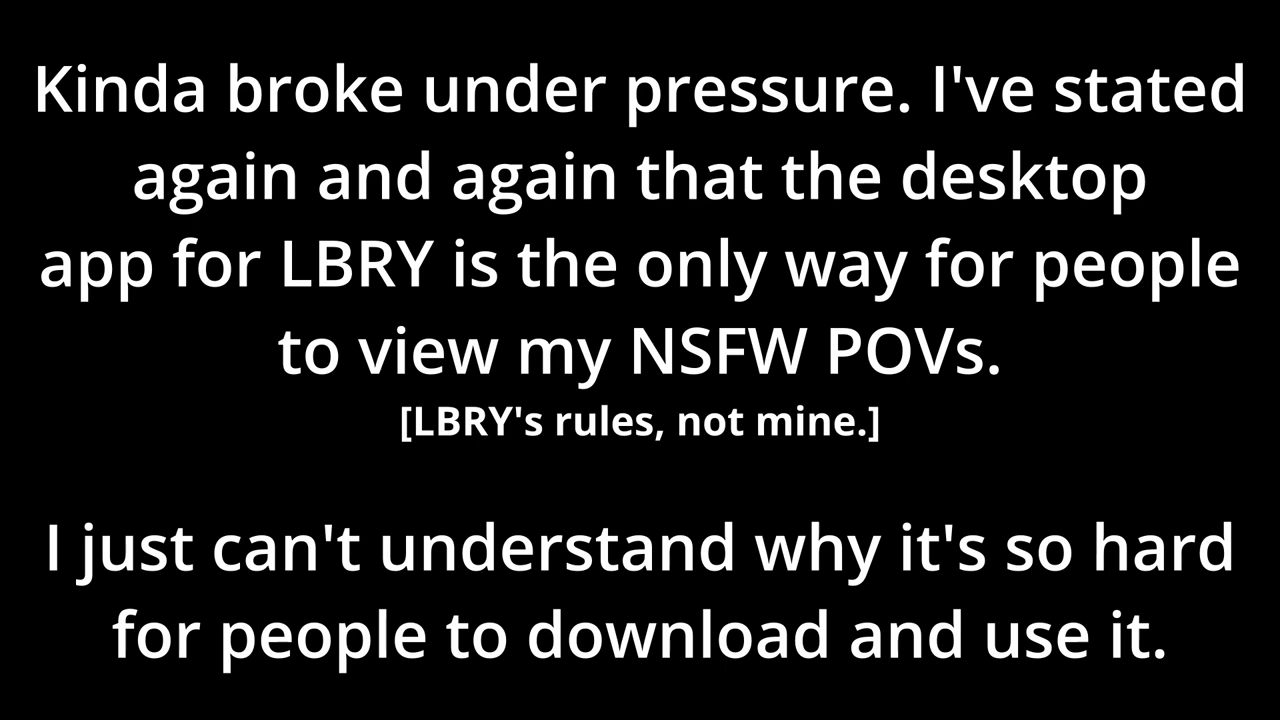 Kinda broke under pressure. I've stated
again and again that the desktop
app for LBRY is the only way for people
to view my NSFW POVs.
[LBRY's rules, not mine.]
I just can't understand why it's so hard
for people to download and use it.